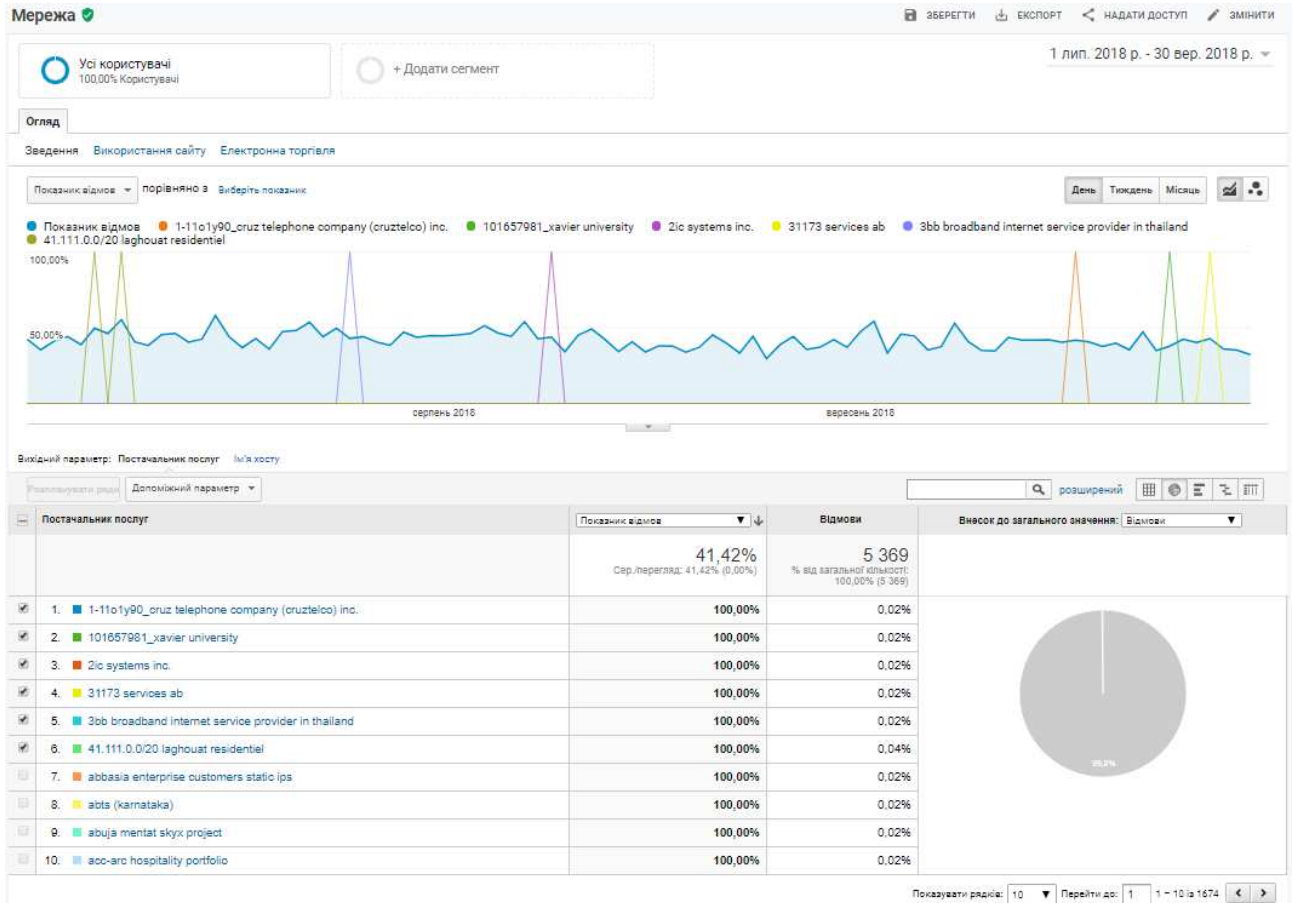 Мережа
ЗБЕРЕГТИ ЕКСПОРТ НАДАТИ ДОСТУП ЗМІНИТИ
Усі користувачі
100,00% Користувачі
+ Додати сегмент
1 лип. 2018 р. - 30 вер. 2018 р.
Огляд
Зведення Використання сайту Електронна торгівля
Показник відмов порівняно з Виберіть показник
День Тиждень Місяць
Показник відмов 1-11o1y90_cruz telephone company (cruztelco) inc. 101657981_xavier university 2ic systems inc. 31173 services ab 3bb broadband internet service provider in thailand
41.111.0.0/20 laghouat residentiel
100,00%
50,00%
серпень 2018 вересень 2018
Вихідний параметр: Постачальник послуг Ім'я хосту
Допоміжний параметр розширений
Постачальник послуг Показник відмов Відмови Внесок до загального значення: Відмови
41,42% 5 369
Сер./перегляд: 41,42% (0,00%) % від загальної кількості:
100,00% (5 369)
1. 1-11o1y90_cruz telephone company (cruztelco) inc. 100,00% 0,02%
2. 101657981_xavier university 100,00% 0,02%
3. 2ic systems inc. 100,00% 0,02%
4. 31173 services ab 100,00% 0,02%
5. 3bb broadband internet service provider in thailand 100,00% 0,02%
6. 41.111.0.0/20 laghouat residentiel 100,00% 0,04%
7. abbasia enterprise customers static ips 100,00% 0,02%
8. abts (karnataka) 100,00% 0,02%
9. abuja mentat skyx project 100,00% 0,02%
10. acc-arc hospitality portfolio 100,00% 0,02%
Показувати рядків: 10 Перейти до: 1 1 – 10 із 1674